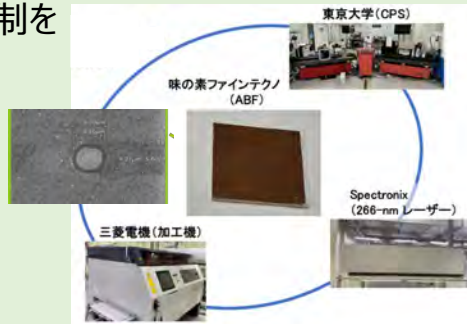 制を
東京大学(CPS)
味の素ファインテクノ
(ABF)
Spectronix
(266-nm レーザー)
三菱電機(加工機)